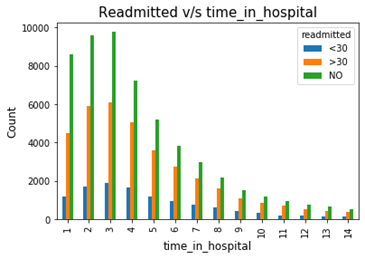 Readmitted v/s time_in_hospital
10000
8000
6000
4000
2000
0
Count
readmitted
<30
>30
NO
1 2 3 4 5 6 7 8 9 10 11 12 13 14
time_in_hospital